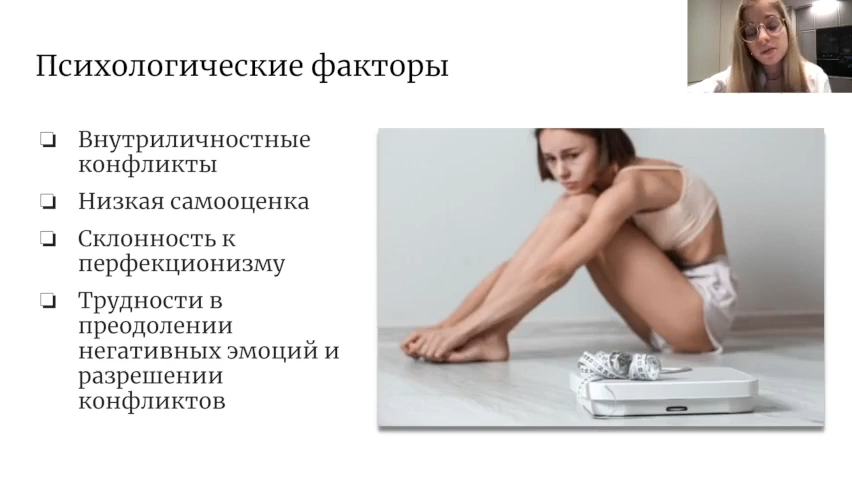 Психологические факторы
Внутриличностные
конфликты
Низкая самооценка
Склонность к
перфекционизму
Трудности в
преодолении
негативных эмоций и
разрешении
конфликтов